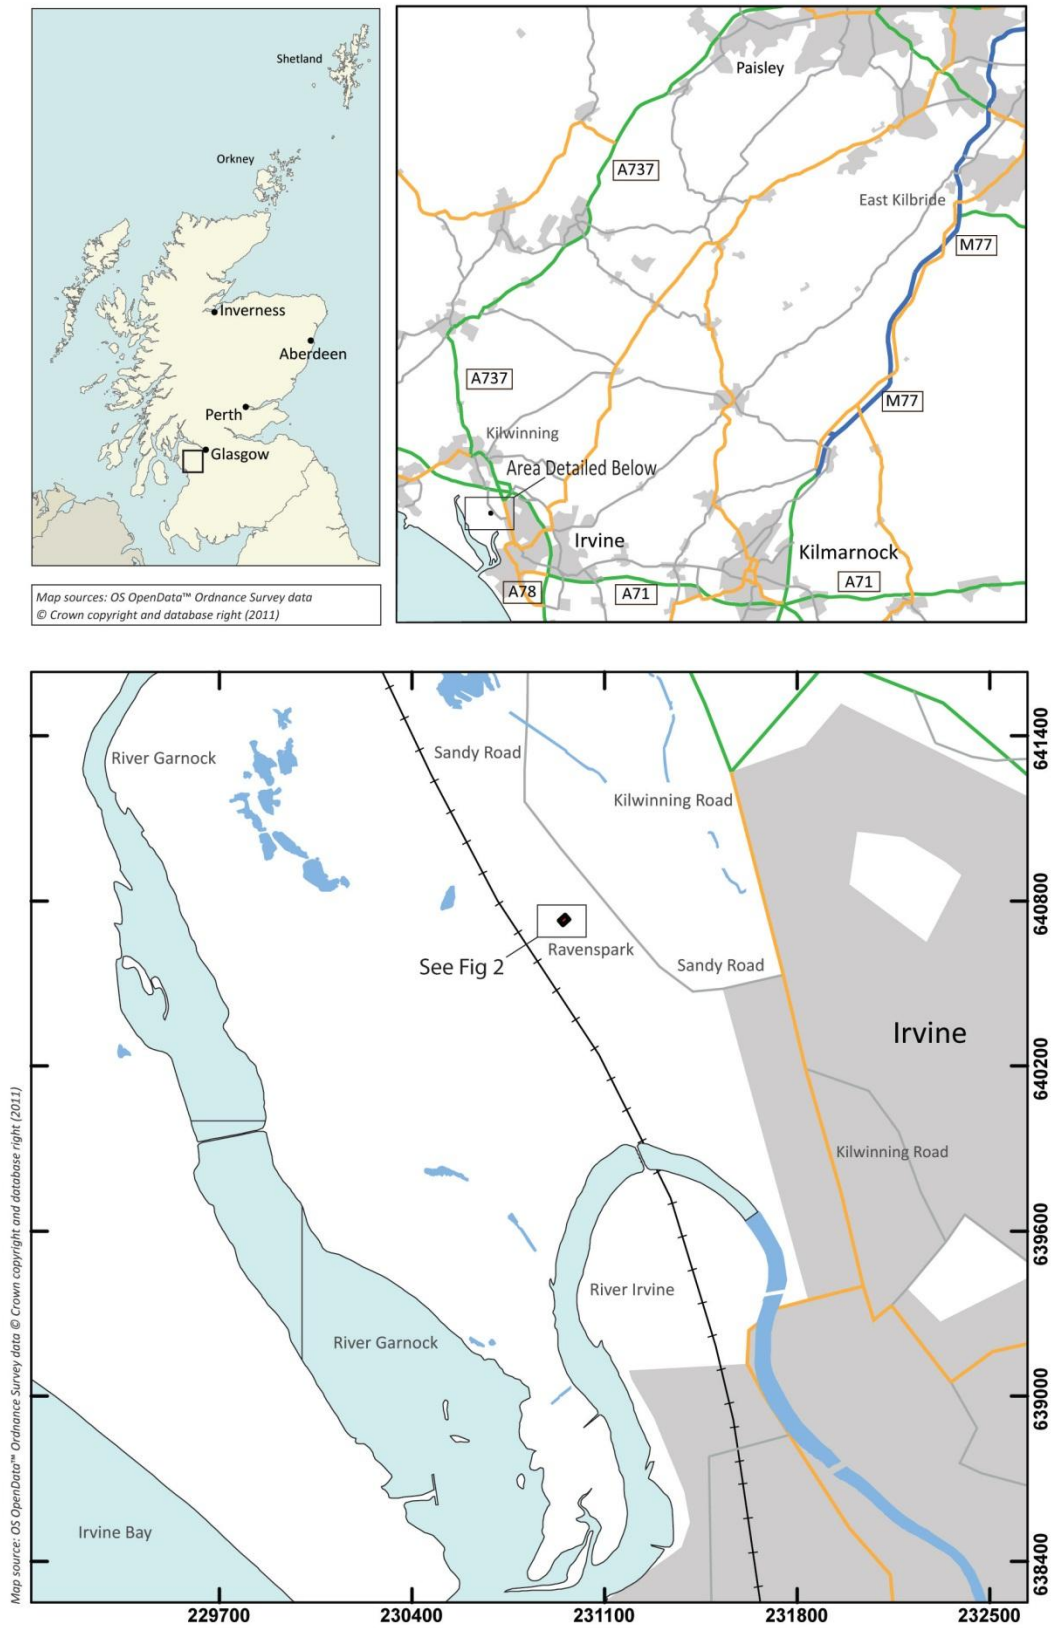 Shetland
Orkney
Inverness
Aberdeen
Perth
Glasgow
Map sources: OS OpenData™ Ordnance Survey data
© Crown copyright and database right (2011)
Paisley
A737
East Kilbride
M77
A737
M77
Kilwinning
Area Detailed Below
Irvine
Kilmarnock
A78
A71
A71
River Garnock
Sandy Road
Kilwinning Road
641400
640800
See Fig 2
Ravenspark
Sandy Road
Irvine
640200
Kilwinning Road
639600
River Irvine
River Garnock
639000
Irvine Bay
638400
229700
230400
231100
231800
232500
Map source: OS OpenData™ Ordnance Survey data © Crown copyright and database right (2011)